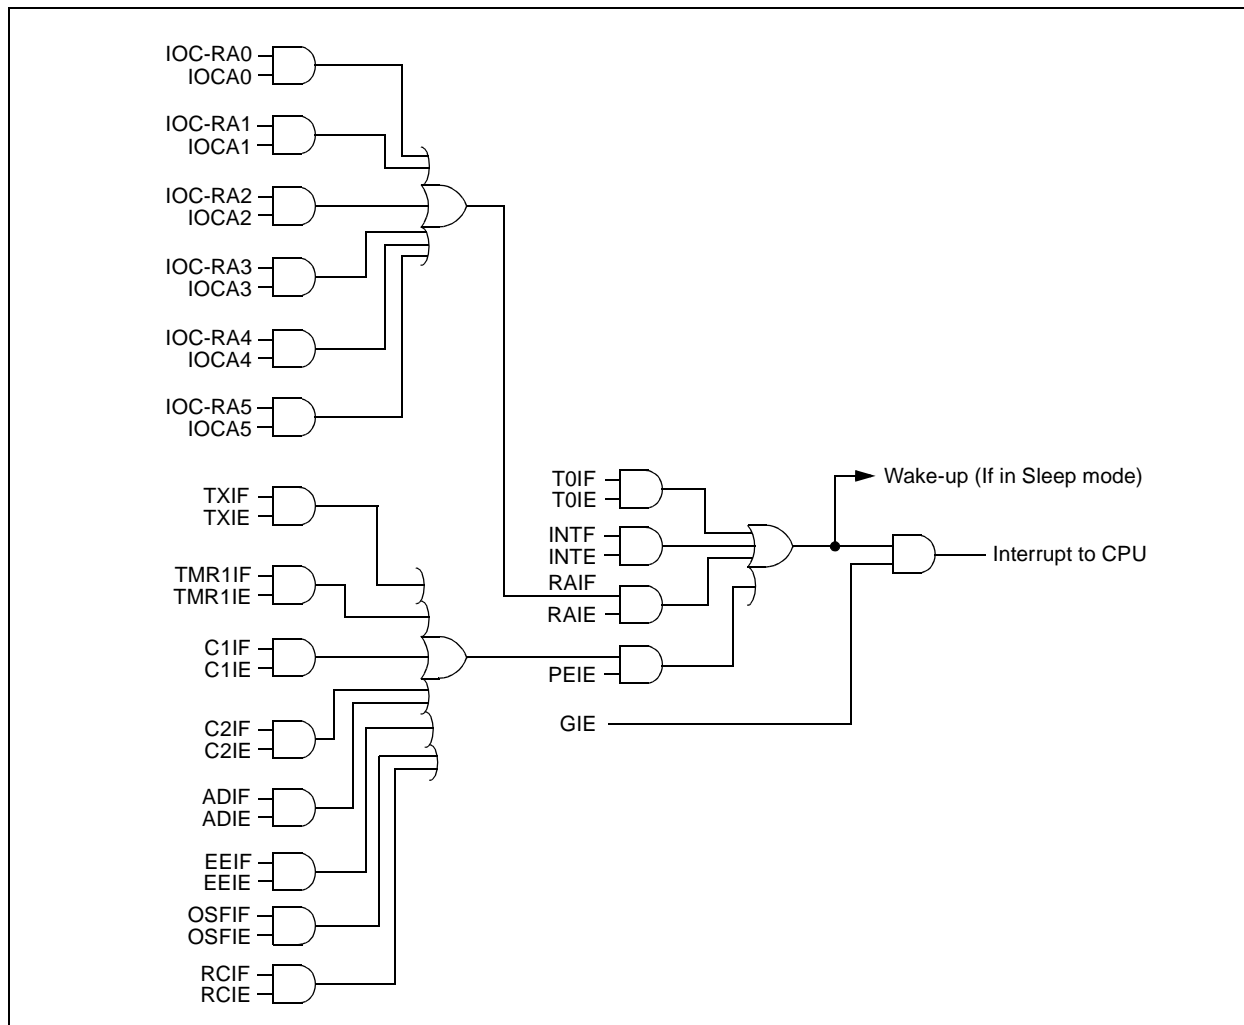 IOC-RA0
IOCA0
IOC-RA1
IOCA1
IOC-RA2
IOCA2
IOC-RA3
IOCA3
IOC-RA4
IOCA4
IOC-RA5
IOCA5
TXIF
TXIE
TMR1IF
TMR1IE
C1IF
C1IE
C2IF
C2IE
ADIF
ADIE
EEIF
EEIE
OSFIF
OSFIE
RCIF
RCIE
T0IF
T0IE
INTF
INTE
RAIF
RAIE
PEIE
GIE
Wake-up (If in Sleep mode)
Interrupt to CPU